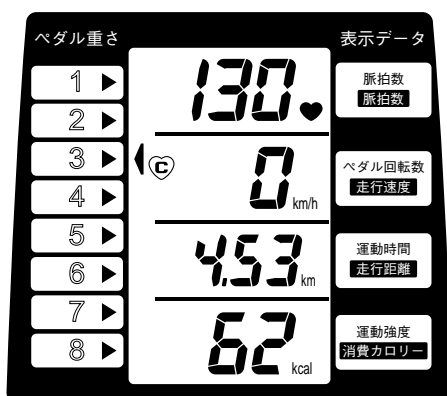 ペダル重さ
表示データ
1
2
3
4
5
6
7
8
130
C
0
km/h
4.53
km
62
kcal
脈拍数
脈拍数
ペダル回転数
走行速度
運動時間
走行距離
運動強度
消費カロリー